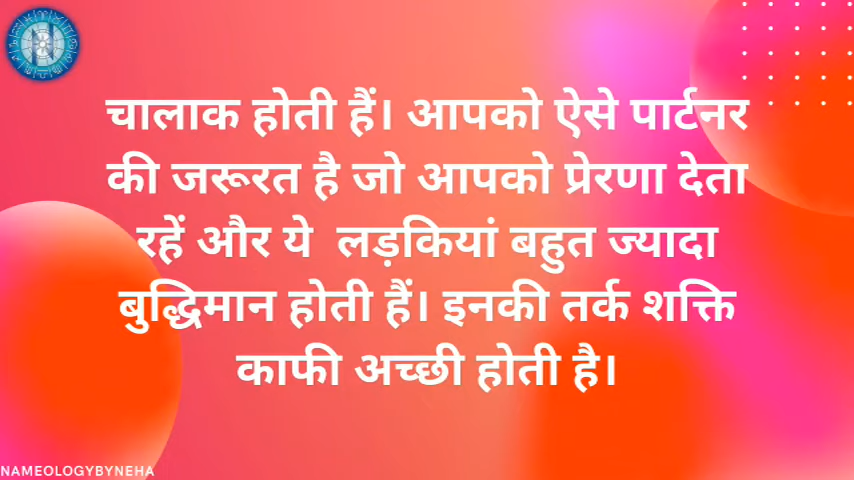 चालाक होती हैं। आपको ऐसे पार्टनर
की जरूरत है जो आपको प्रेरणा देता
रहें और ये  लड़कियां बहुत ज्यादा
बुद्धिमान होती हैं। इनकी तर्क शक्ति
काफी अच्छी होती है।
NAMEOLOGYBYNEHA